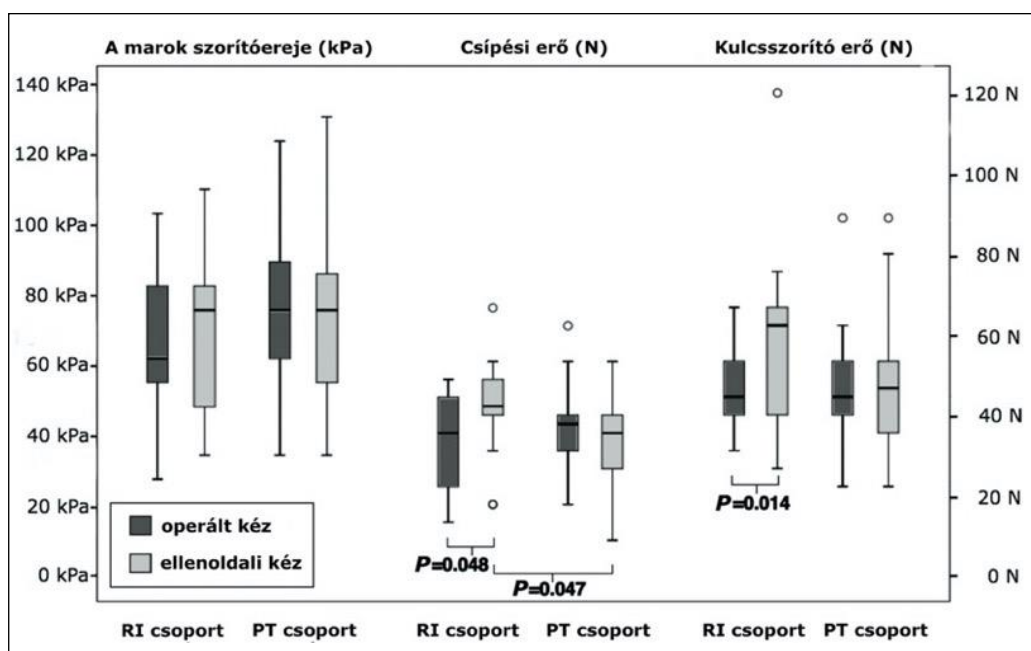 A marok szorítóereje (kPa) Csípési erő (N) Kulcsszorító erő (N)
140 kPa
120 kPa
100 kPa
80 kPa
60 kPa
40 kPa
20 kPa
0 kPa
120 N
100 N
80 N
60 N
40 N
20 N
0 N
operált kéz
ellenoldali kéz
P=0.048
P=0.047
P=0.014
RI csoport PT csoport RI csoport PT csoport RI csoport PT csoport